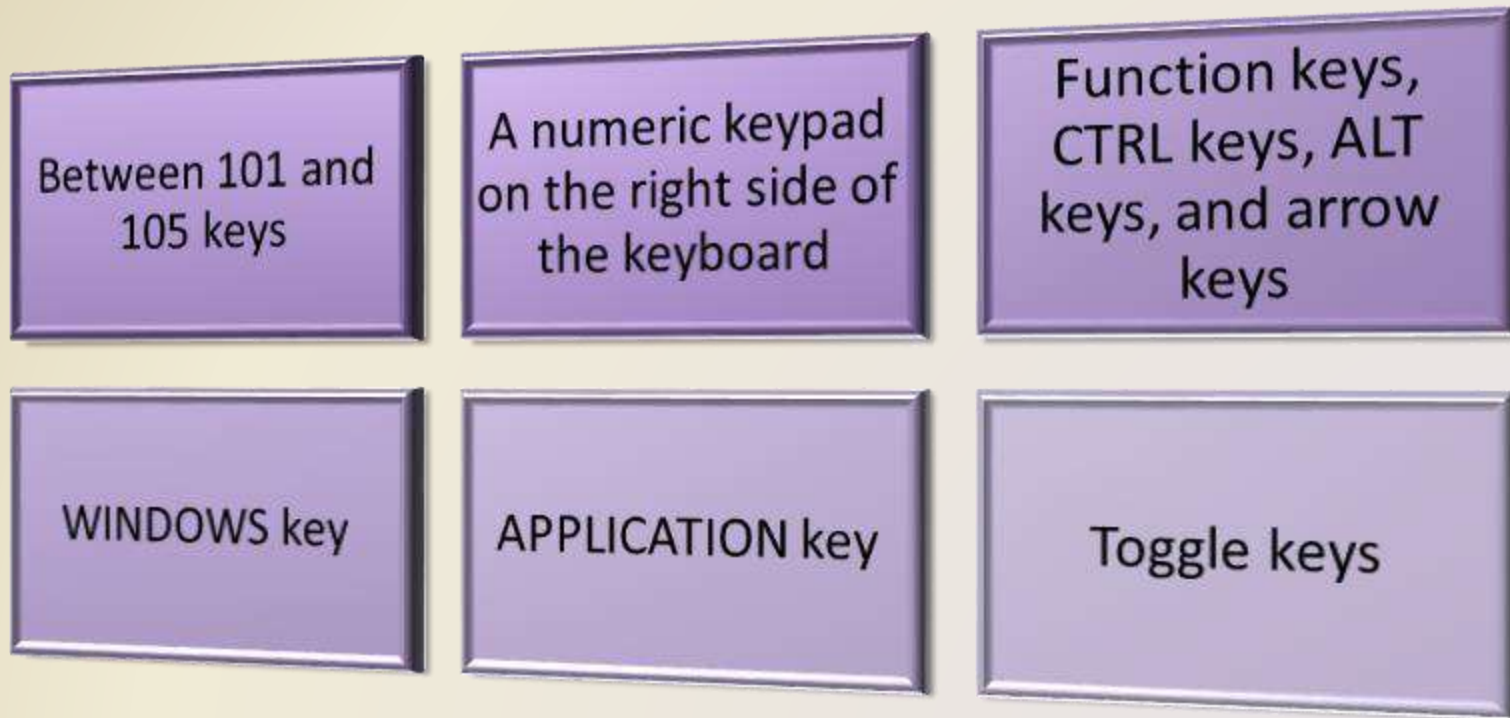 Between 101 and
105 keys
A numeric keypad
on the right side of
the keyboard
Function keys,
CTRL keys, ALT
keys, and arrow
keys
WINDOWS key
APPLICATION key
Toggle keys